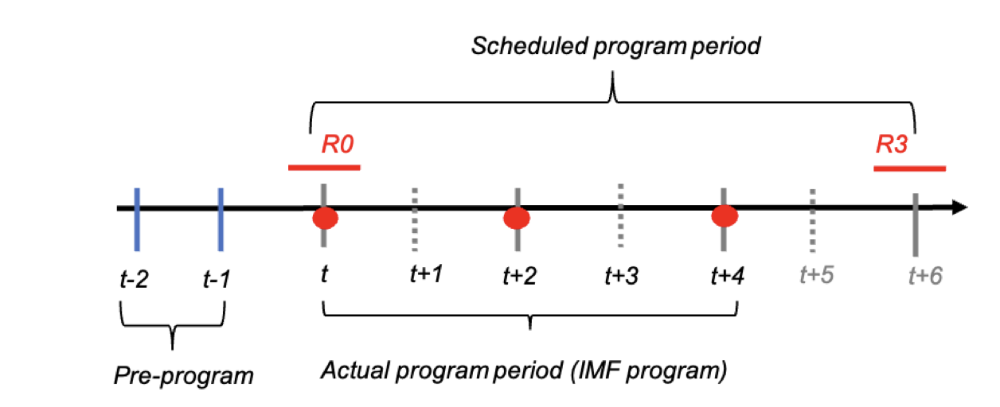 Scheduled program period
R0
R3
t-2
t-1
t
t+1
t+2
t+3
t+4
t+5
t+6
Pre-program
Actual program period (IMF program)